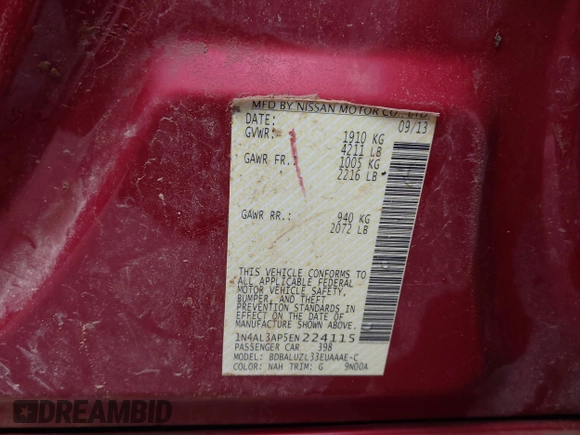 MFD BY NISSAN MOTOR CO., LTD.
DATE: 09/13
GVWR: 1910 KG
4211 LB
GAWR FR.: 1005 KG
2216 LB
GAWR RR.: 940 KG
2072 LB
THIS VEHICLE CONFORMS TO
ALL APPLICABLE FEDERAL
MOTOR VEHICLE SAFETY,
BUMPER, AND THEFT
PREVENTION STANDARDS IN
EFFECT ON THE DATE OF
MANUFACTURE SHOWN ABOVE.
1N4AL3AP5EN224115
PASSENGER CAR 398
MODEL: BDBALUZL33EUAAAE-C
COLOR: NAH TRIM: G 9N00A
DREAMBID